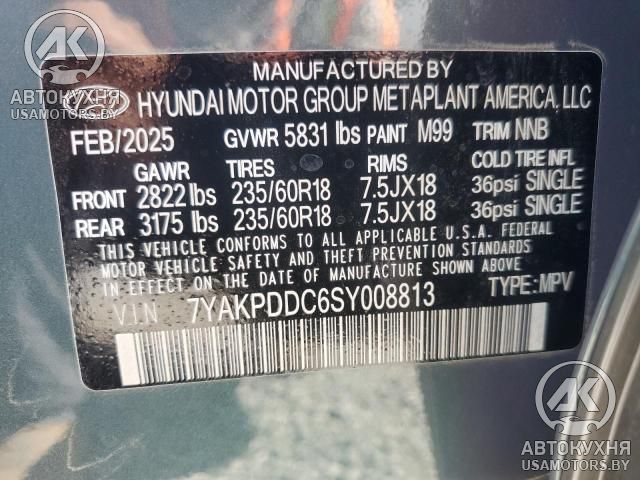 AK
АВТОКУХНЯ
USAMOTORS.BY
MANUFACTURED BY
HYUNDAI MOTOR GROUP METAPLANT AMERICA, LLC
FEB/2025 GVWR 5831 lbs PAINT M99 TRIM NNB
GAWR TIRES RIMS COLD TIRE INFL
FRONT 2822 lbs 235/60R18 7.5JX18 36psi SINGLE
REAR 3175 lbs 235/60R18 7.5JX18 36psi SINGLE
THIS VEHICLE CONFORMS TO ALL APPLICABLE U.S.A. FEDERAL
MOTOR VEHICLE SAFETY, AND THEFT PREVENTION STANDARDS
IN EFFECT ON THE DATE OF MANUFACTURE SHOWN ABOVE.
VIN 7YAKPDDC6SY008813 TYPE: MPV
AK
АВТОКУХНЯ
USAMOTORS.BY